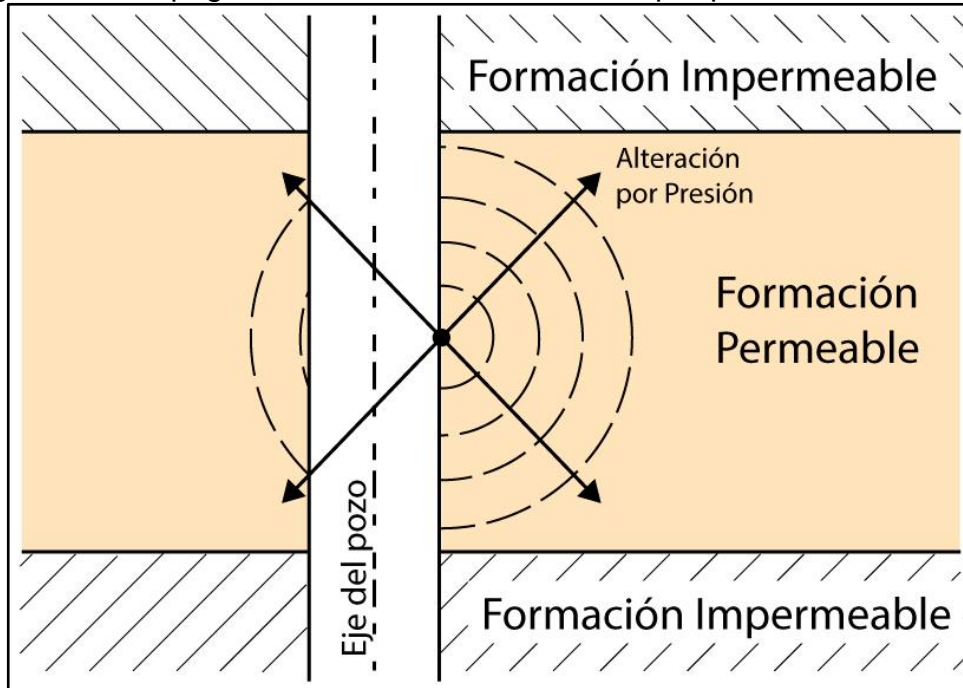 Formación Impermeable
Alteración
por Presión
Formación
Permeable
Eje del pozo
Formación Impermeable